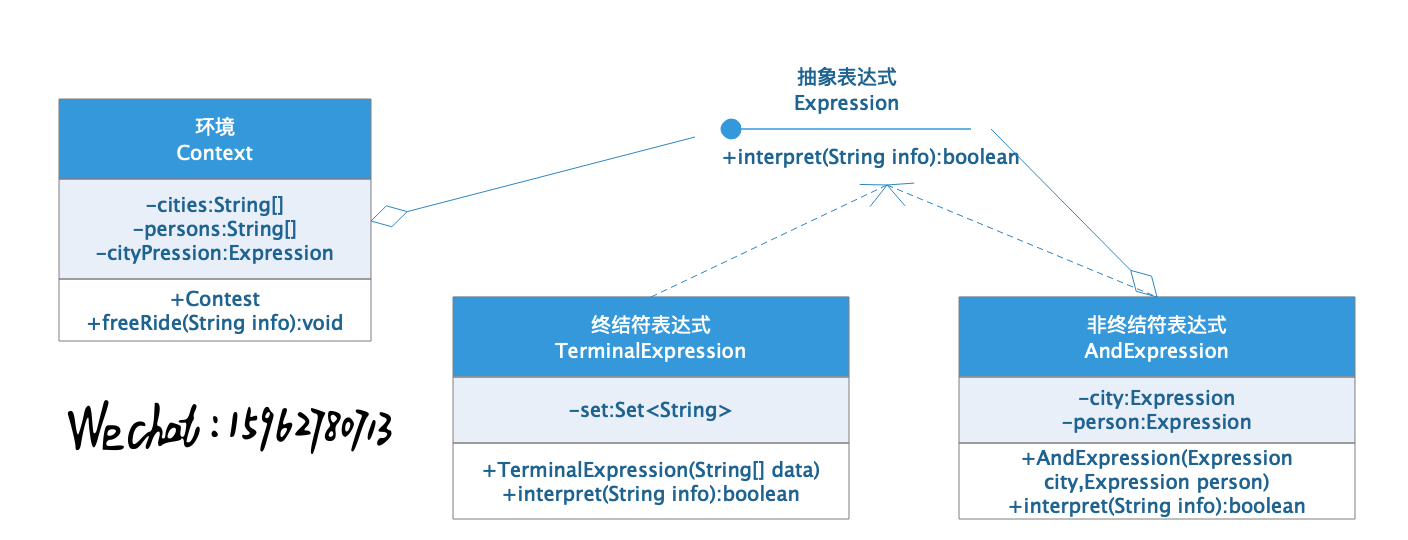 抽象表达式
Expression
+interpret(String info):boolean
环境
Context
-cities:String[]
-persons:String[]
-cityPression:Expression
+Contest
+freeRide(String info):void
终结符表达式
TerminalExpression
-set:Set<String>
+TerminalExpression(String[] data)
+interpret(String info):boolean
非终结符表达式
AndExpression
-city:Expression
-person:Expression
+AndExpression(Expression
city,Expression person)
+interpret(String info):boolean
Wechat:15962780713